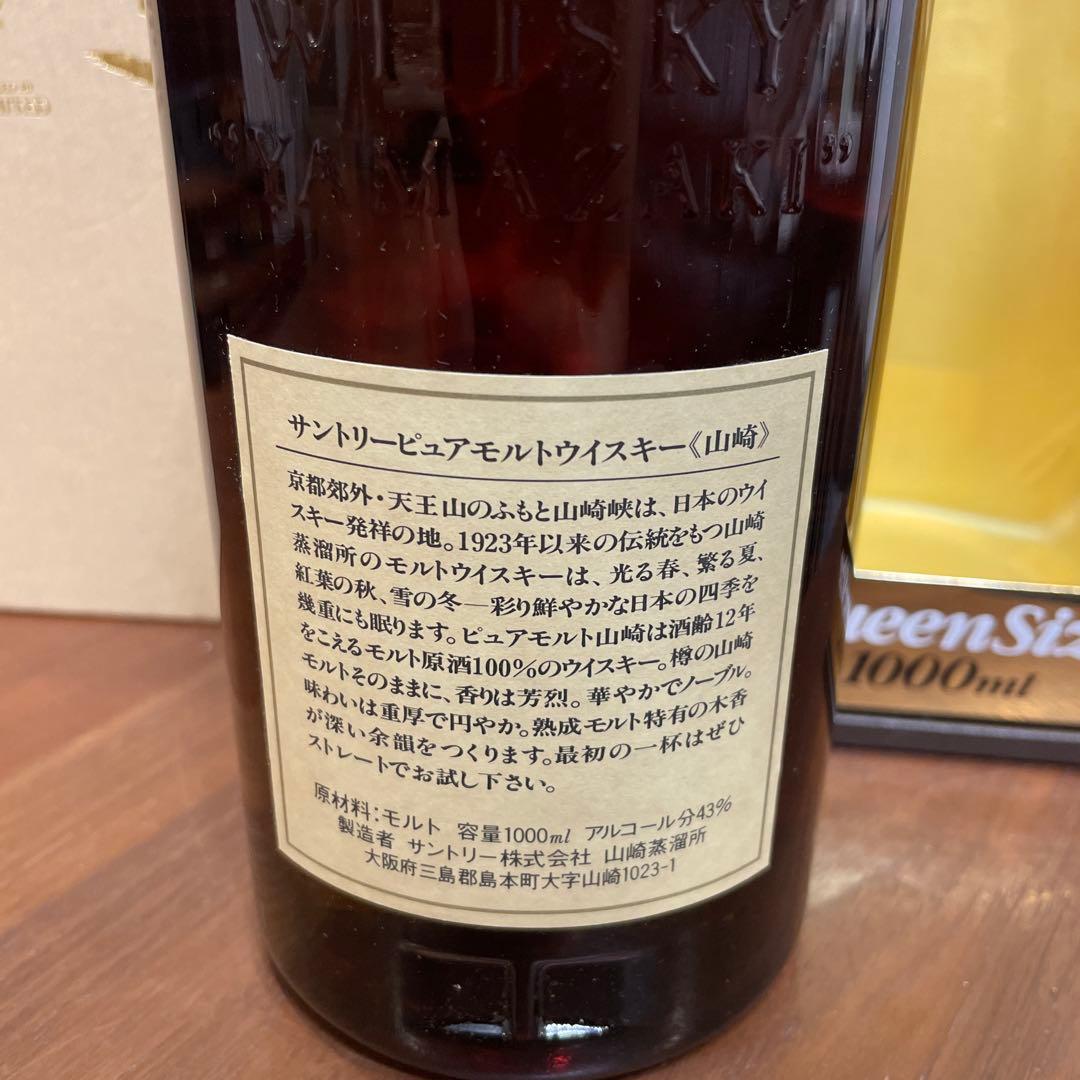 WHISKY
"YAMAZAKI"
サントリーピュアモルトウイスキー《山崎》
京都郊外・天王山のふもと山崎峡は、日本のウイ
スキー発祥の地。1923年以来の伝統をもつ山崎
蒸溜所のモルトウイスキーは、光る春、繁る夏、
紅葉の秋、雪の冬―彩り鮮やかな日本の四季を
幾重にも眠ります。ピュアモルト山崎は酒齢12年
をこえるモルト原酒100%のウイスキー。樽の山崎
モルトそのままに、香りは芳烈。華やかでノーブル。
味わいは重厚で円やか。熟成モルト特有の木香
が深い余韻をつくります。最初の一杯はぜひ
ストレートでお試し下さい。
原材料:モルト 容量1000ml アルコール分43%
製造者 サントリー株式会社 山崎蒸溜所
大阪府三島郡島本町大字山崎1023-1
ueenSiz
1000ml